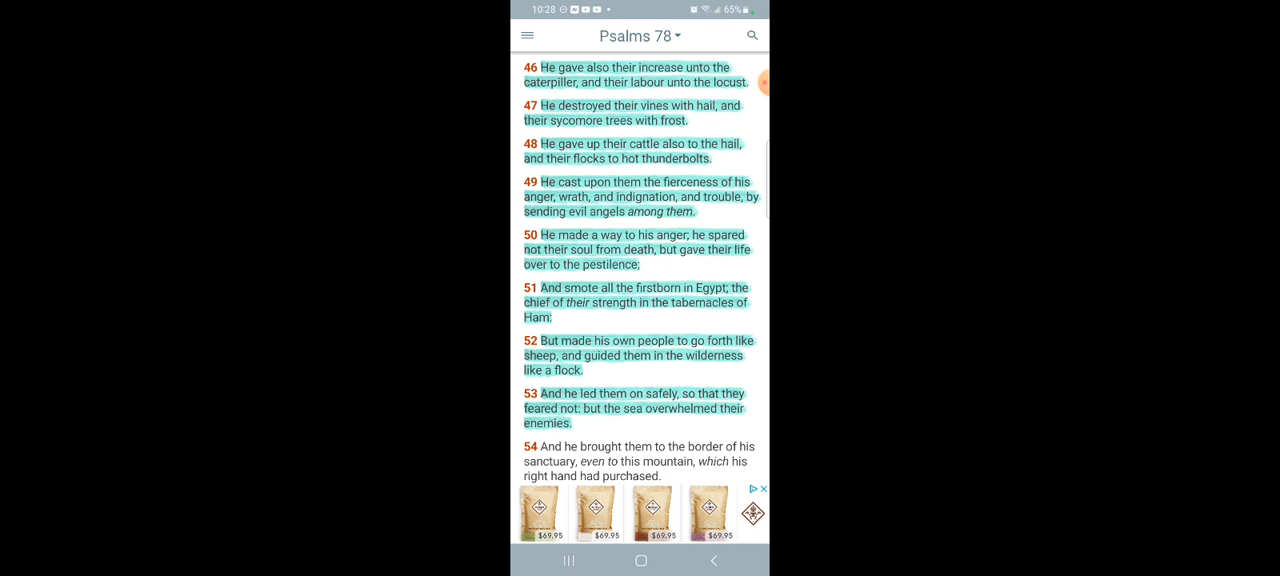 10:28 65%
Psalms 78
46 He gave also their increase unto the
caterpiller, and their labour unto the locust.
47 He destroyed their vines with hail, and
their sycomore trees with frost.
48 He gave up their cattle also to the hail,
and their flocks to hot thunderbolts.
49 He cast upon them the fierceness of his
anger, wrath, and indignation, and trouble, by
sending evil angels among them.
50 He made a way to his anger; he spared
not their soul from death, but gave their life
over to the pestilence;
51 And smote all the firstborn in Egypt; the
chief of their strength in the tabernacles of
Ham:
52 But made his own people to go forth like
sheep, and guided them in the wilderness
like a flock.
53 And he led them on safely, so that they
feared not: but the sea overwhelmed their
enemies.
54 And he brought them to the border of his
sanctuary, even to this mountain, which his
right hand had purchased.
$69.95 $69.95 $69.95 $69.95